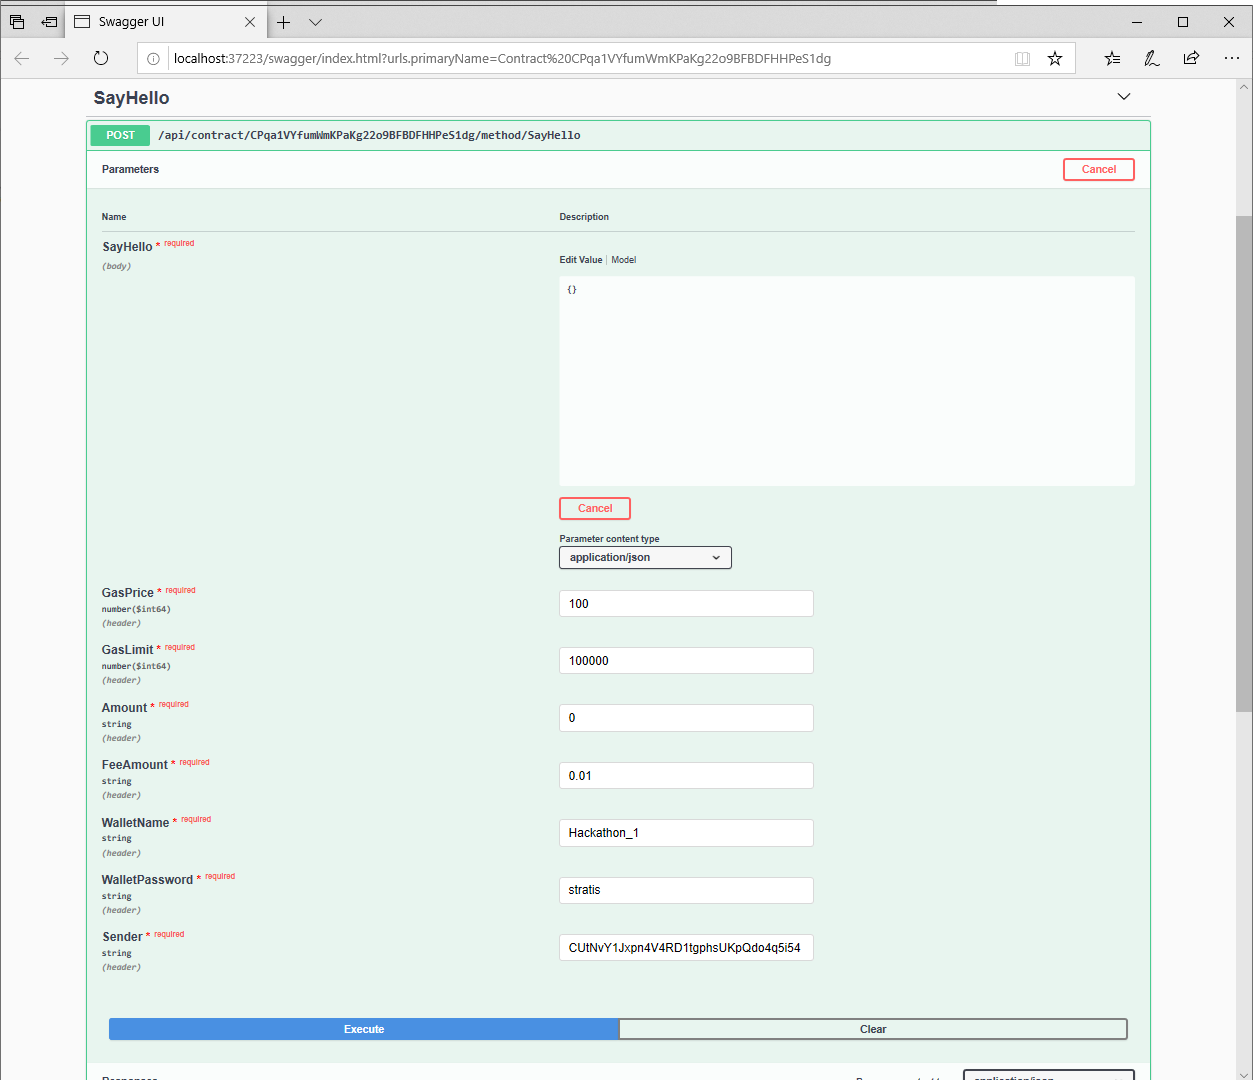 Swagger UI
localhost:37223/swagger/index.html?urls.primaryName=Contract%20CPqa1VYfumWmKPaKg22o9BFBDFHHPeS1dg
SayHello
POST /api/contract/CPqa1VYfumWmKPaKg22o9BFBDFHHPeS1dg/method/SayHello
Parameters Cancel
Name Description
SayHello * required
(body)
Edit Value | Model
{}
Cancel
Parameter content type
application/json
GasPrice * required
number($int64)
(header)
100
GasLimit * required
number($int64)
(header)
100000
Amount * required
string
(header)
0
FeeAmount * required
string
(header)
0.01
WalletName * required
string
(header)
Hackathon_1
WalletPassword * required
string
(header)
stratis
Sender * required
string
(header)
CUtNvY1Jxpn4V4RD1tgphsUKpQdo4q5i54
Execute Clear
Responses application/json